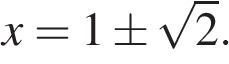 x = 1 ± √2.